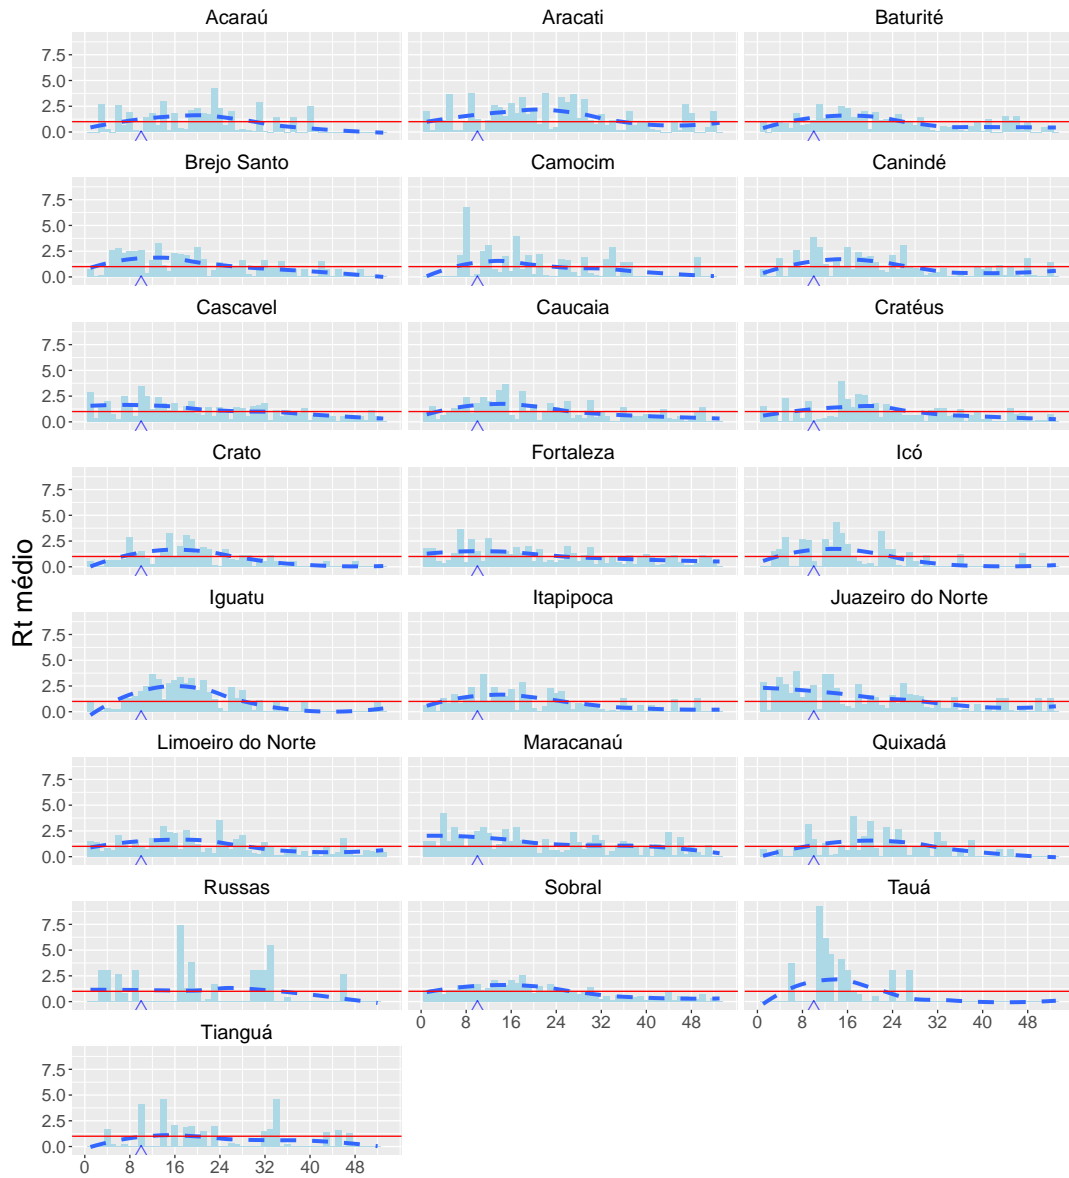 Acaraú Aracati Baturité
7.5
5.0
2.5
0.0
Brejo Santo Camocim Canindé
7.5
5.0
2.5
0.0
Cascavel Caucaia Cratéus
7.5
5.0
2.5
0.0
Crato Fortaleza Icó
7.5
5.0
2.5
0.0
Rt médio
Iguatu Itapipoca Juazeiro do Norte
7.5
5.0
2.5
0.0
Limoeiro do Norte Maracanaú Quixadá
7.5
5.0
2.5
0.0
Russas Sobral Tauá
7.5
5.0
2.5
0.0
0 8 16 24 32 40 48 0 8 16 24 32 40 48
Tianguá
7.5
5.0
2.5
0.0
0 8 16 24 32 40 48